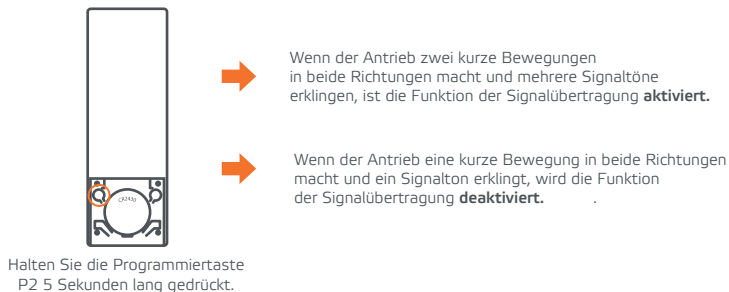 Wenn der Antrieb zwei kurze Bewegungen
in beide Richtungen macht und mehrere Signaltöne
erklingen, ist die Funktion der Signalübertragung aktiviert.
Wenn der Antrieb eine kurze Bewegung in beide Richtungen
macht und ein Signalton erklingt, wird die Funktion
der Signalübertragung deaktiviert. .
CR2430
Halten Sie die Programmiertaste
P2 5 Sekunden lang gedrückt.